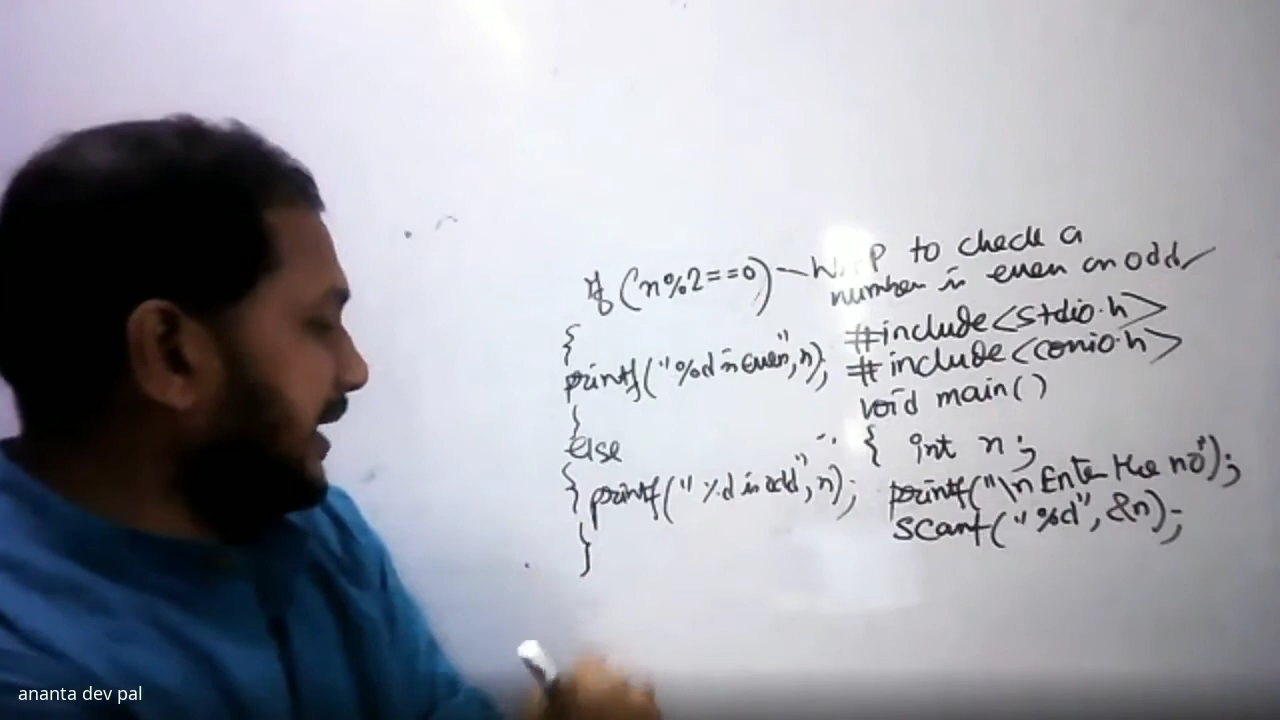 W.P to check a
number is even or odd
#include<stdio.h>
#include<conio.h>
void main()
{ int n;
printf("\n Enter the no");
scanf("%d",&n);
if (n%2==0)
{
printf("%d is even",n);
}
else
{ printf("%d is odd",n);
}
ananta dev pal